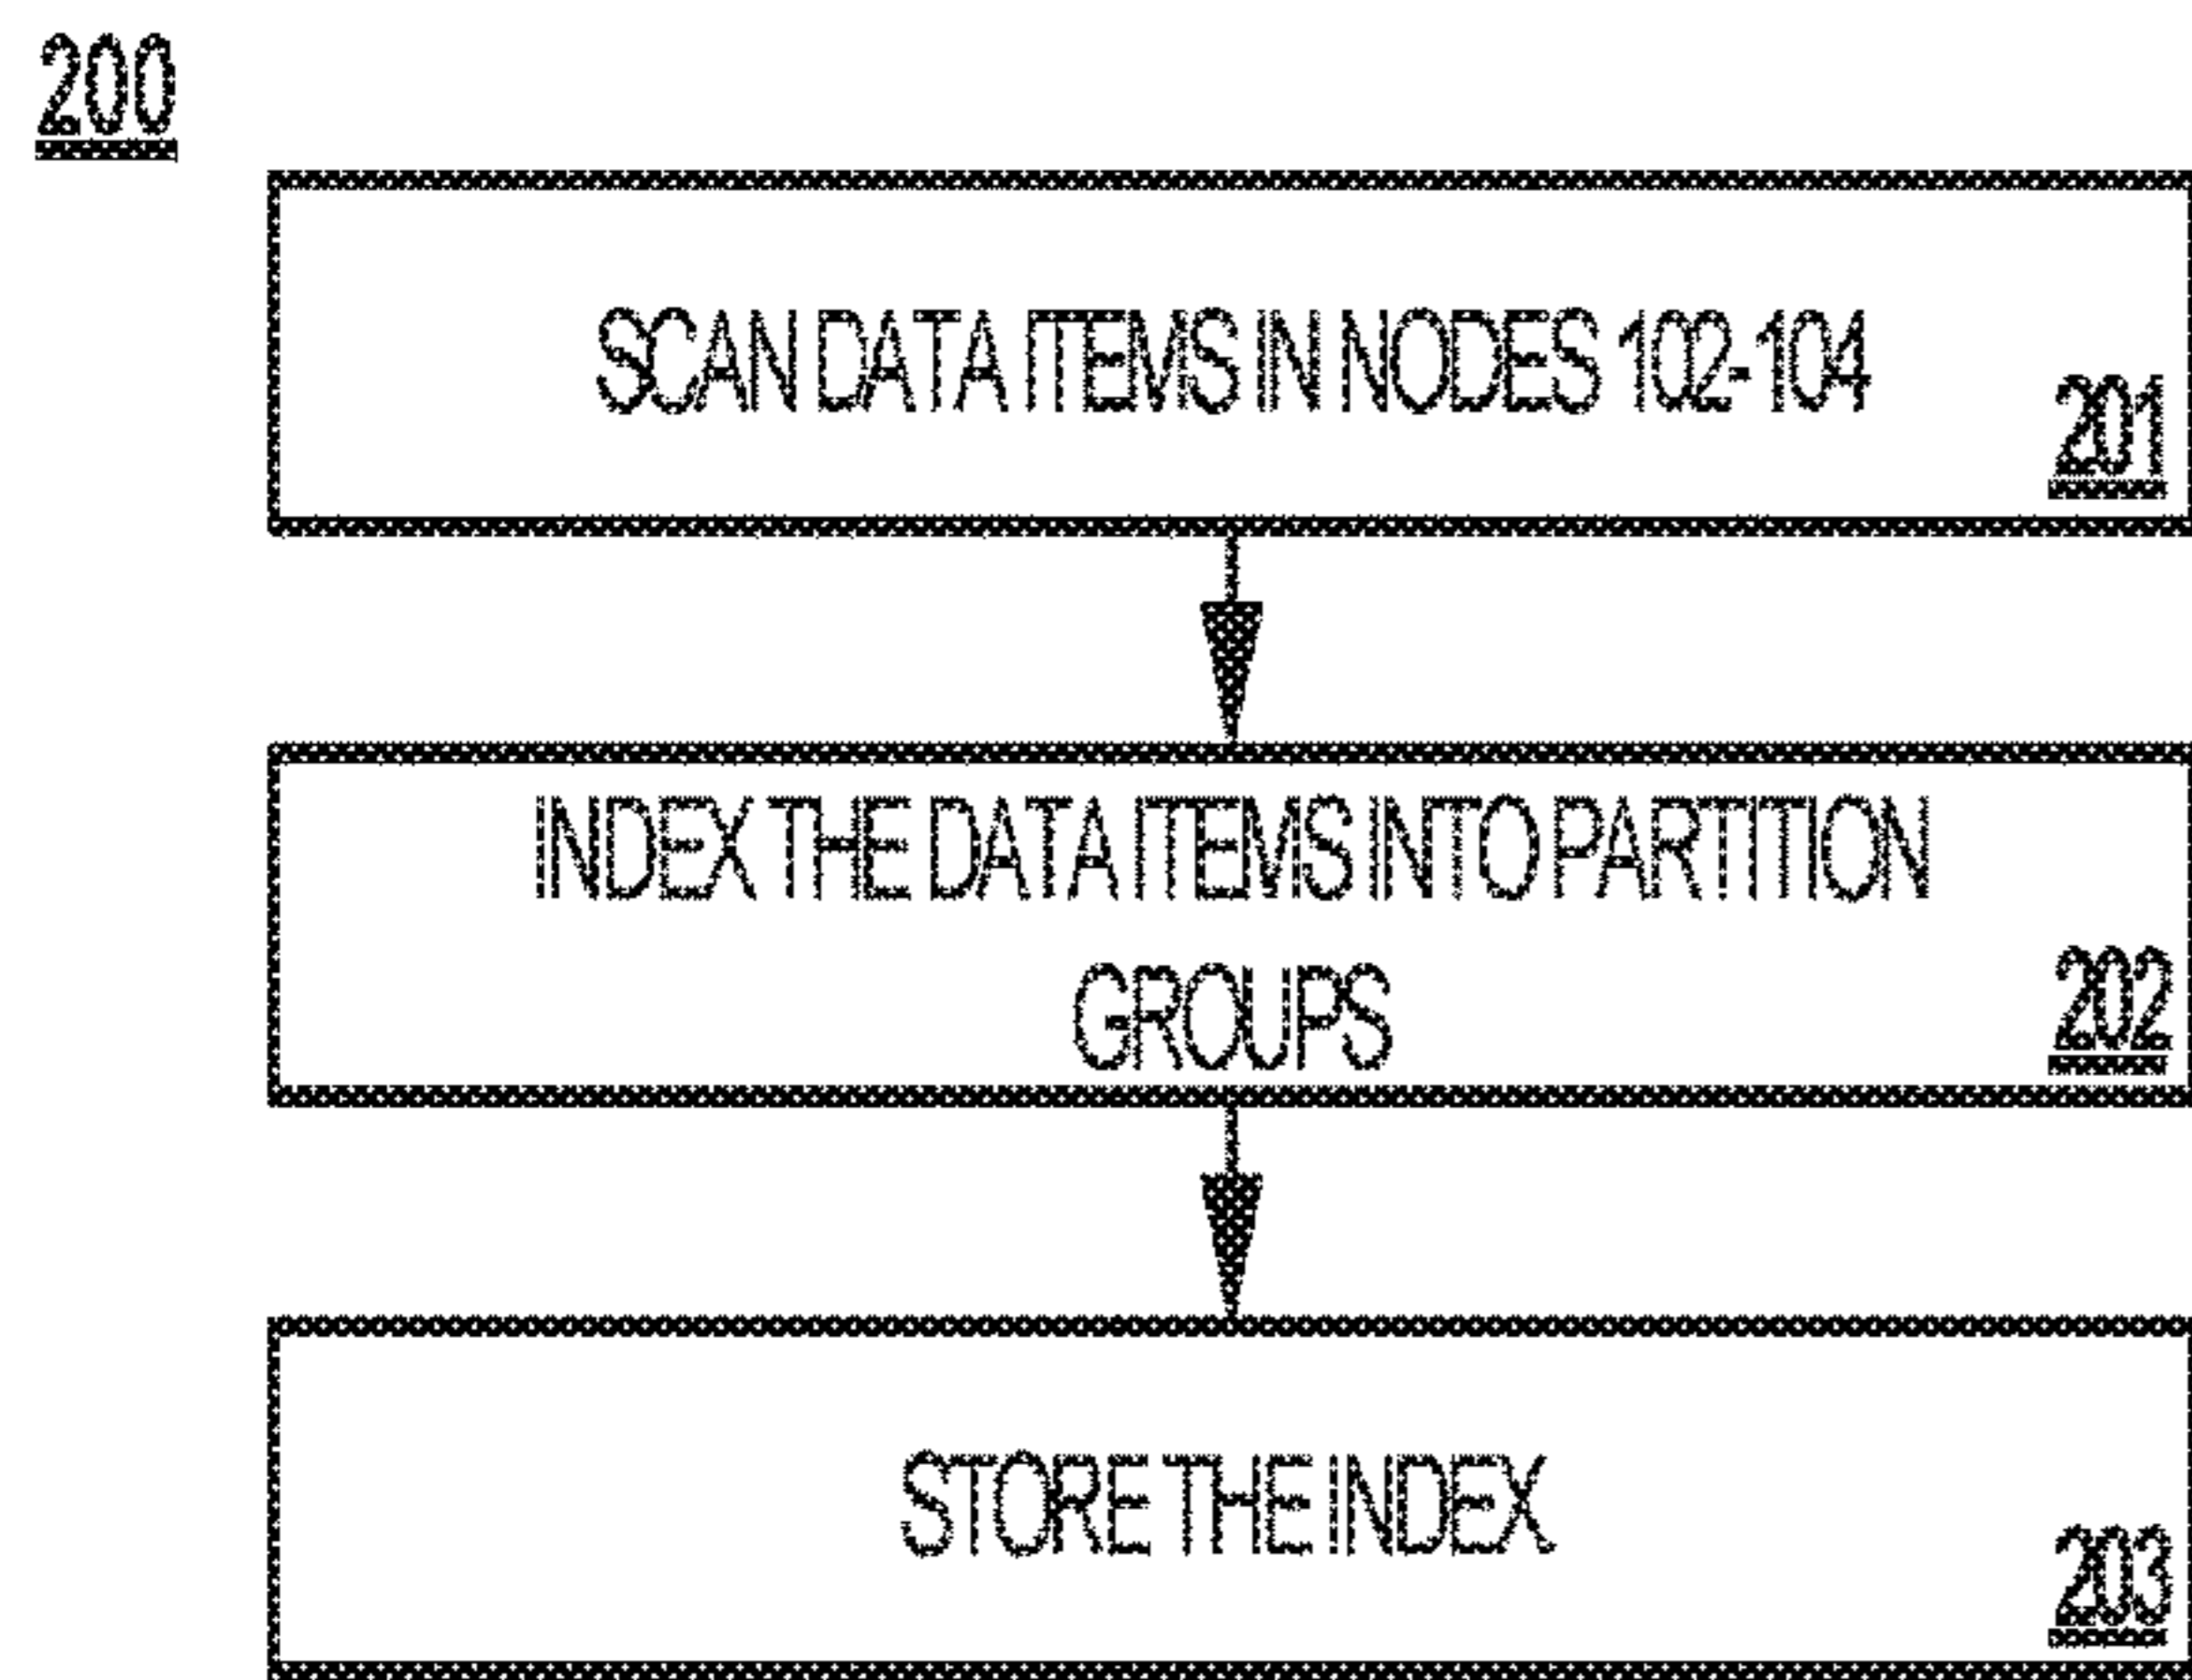 200
SCAN DATA ITEMS IN NODES 102-104
201
INDEX THE DATA ITEMS INTO PARTITION
GROUPS
202
STORE THE INDEX
203